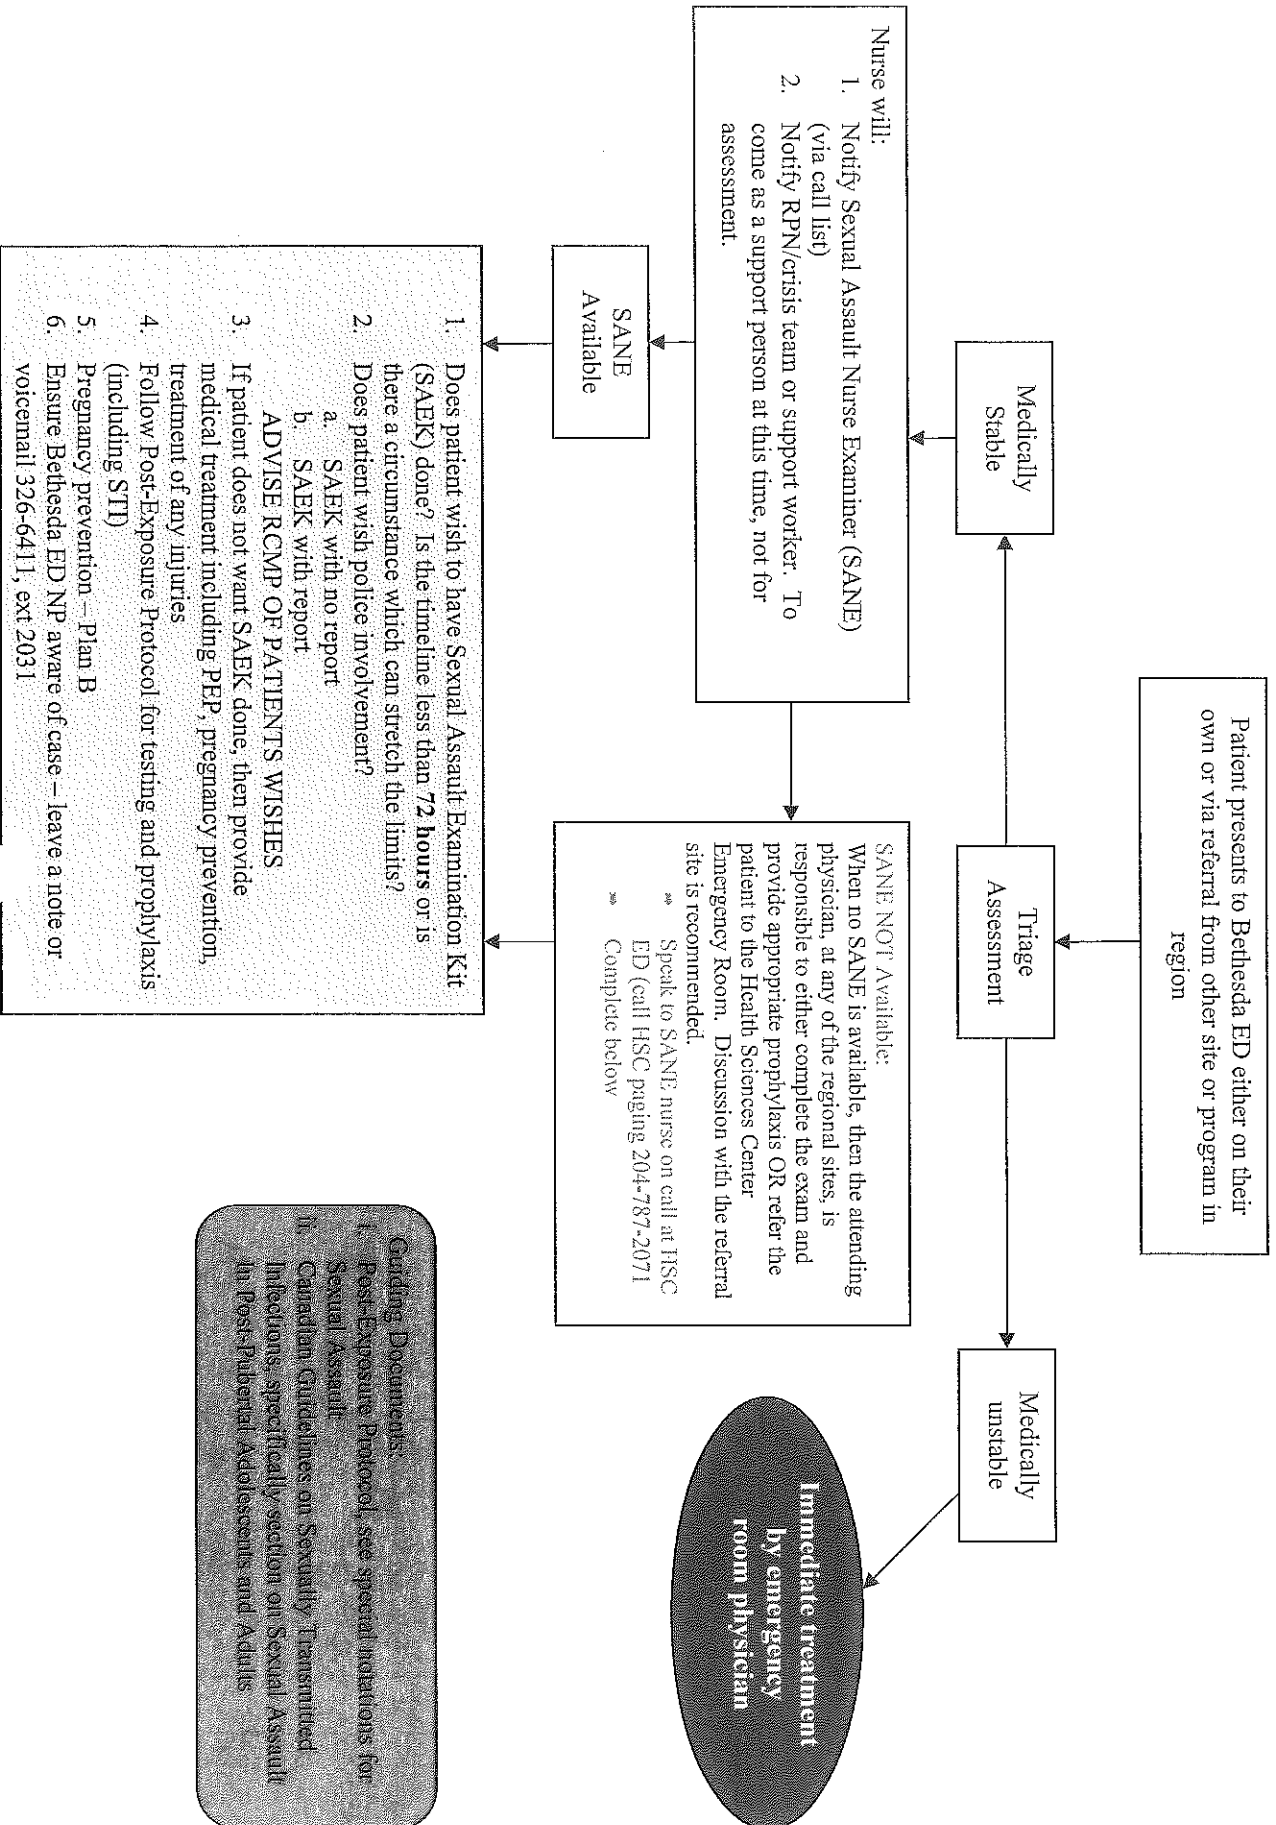 Patient presents to Bethesda ED either on their
own or via referral from other site or program in
region
Triage
Assessment
Medically
Stable
Medically
unstable
Immediate treatment
by emergency
room physician
Nurse will:
1. Notify Sexual Assault Nurse Examiner (SANE)
(via call list)
2. Notify RPN/crisis team or support worker. To
come as a support person at this time, not for
assessment.
SANE NOT Available:
When no SANE is available, then the attending
physician, at any of the regional sites, is
responsible to either complete the exam and
provide appropriate prophylaxis OR refer the
patient to the Health Sciences Center
Emergency Room. Discussion with the referral
site is recommended.
» Speak to SANE nurse on call at HSC
ED (call HSC paging 204-787-2071
» Complete below
SANE
Available
1. Does patient wish to have Sexual Assault Examination Kit
(SAEK) done? Is the timeline less than 72 hours or is
there a circumstance which can stretch the limits?
2. Does patient wish police involvement?
a. SAEK with no report
b. SAEK with report
ADVISE RCMP OF PATIENTS WISHES
3. If patient does not want SAEK done, then provide
medical treatment including PEP, pregnancy prevention,
treatment of any injuries
4. Follow Post-Exposure Protocol for testing and prophylaxis
(including STI)
5. Pregnancy prevention – Plan B
6. Ensure Bethesda ED NP aware of case – leave a note or
voicemail 326-6411, ext 2031
Guiding Documents:
i. Post-Exposure Protocol, see special notations for
Sexual Assault
ii. Canadian Guidelines on Sexually Transmitted
Infections, specifically section on Sexual Assault
In Post-Pubertal Adolescents and Adults